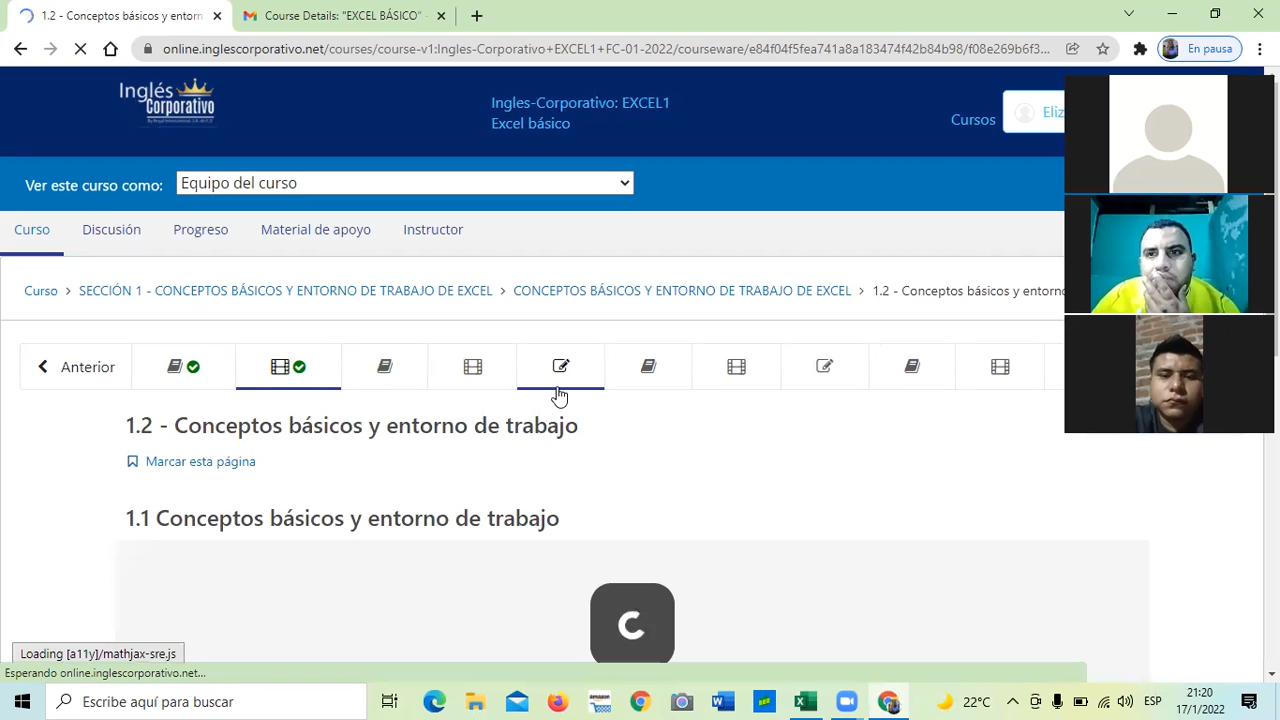 1.2 - Conceptos básicos y entorn
Course Details: "EXCEL BÁSICO"
online.inglescorporativo.net/courses/course-v1:Ingles-Corporativo+EXCEL1+FC-01-2022/courseware/e84f04f5fea741a8a183474f42b84b98/f08e269b6f3...
En pausa
Inglés
Corporativo
Ingles-Corporativo: EXCEL1
Excel básico
Cursos
Eliz
Ver este curso como:
Equipo del curso
Curso
Discusión
Progreso
Material de apoyo
Instructor
Curso > SECCIÓN 1 - CONCEPTOS BÁSICOS Y ENTORNO DE TRABAJO DE EXCEL > CONCEPTOS BÁSICOS Y ENTORNO DE TRABAJO DE EXCEL > 1.2 - Conceptos básicos y entorno
Anterior
1.2 - Conceptos básicos y entorno de trabajo
Marcar esta página
1.1 Conceptos básicos y entorno de trabajo
Loading [a11y]/mathjax-sre.js
Esperando online.inglescorporativo.net...
Escribe aquí para buscar
amazon
22°C
ESP
21:20
17/1/2022